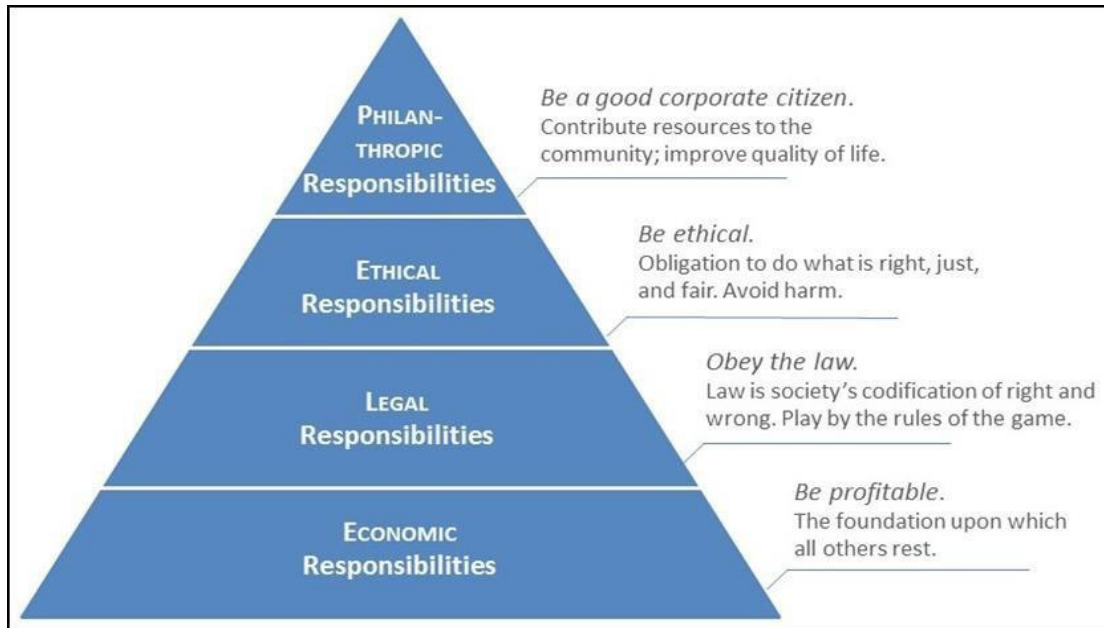 PHILAN-
THROPIC
Responsibilities
Be a good corporate citizen.
Contribute resources to the
community; improve quality of life.
ETHICAL
Responsibilities
Be ethical.
Obligation to do what is right, just,
and fair. Avoid harm.
LEGAL
Responsibilities
Obey the law.
Law is society’s codification of right and
wrong. Play by the rules of the game.
ECONOMIC
Responsibilities
Be profitable.
The foundation upon which
all others rest.